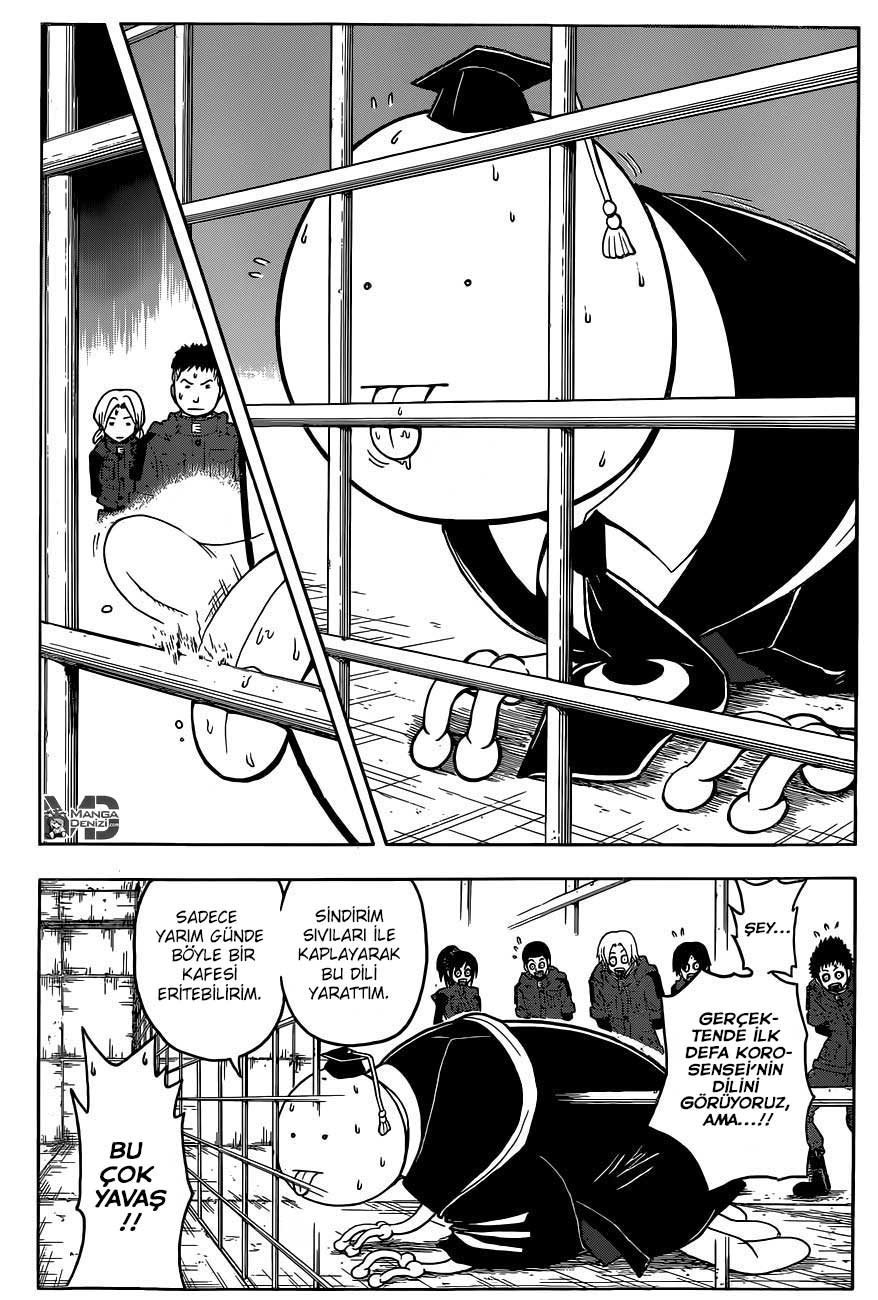 MANGA
DENİZİ
ŞEY...
GERÇEK-
TENDE İLK
DEFA KORO-
SENSEI'NİN
DİLİNİ
GÖRÜYORUZ,
AMA...!!
SİNDİRİM
SIVILARI İLE
KAPLAYARAK
BU DİLİ
YARATTIM.
SADECE
YARIM GÜNDE
BÖYLE BİR
KAFESİ
ERİTEBİLİRİM.
BU
ÇOK
YAVAŞ
!!